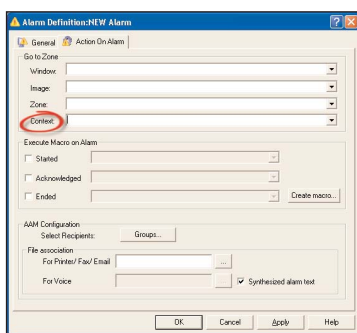 Alarm Definition:NEW Alarm
General Action On Alarm
Go to Zone
Window:
Image:
Zone:
Context:
Execute Macro on Alarm
Started
Acknowledged
Ended Create macro...
AAM Configuration
Select Recipients: Groups...
File association
For Printer/ Fax/ Email ...
For Voice ... Synthesized alarm text
OK Cancel Apply Help